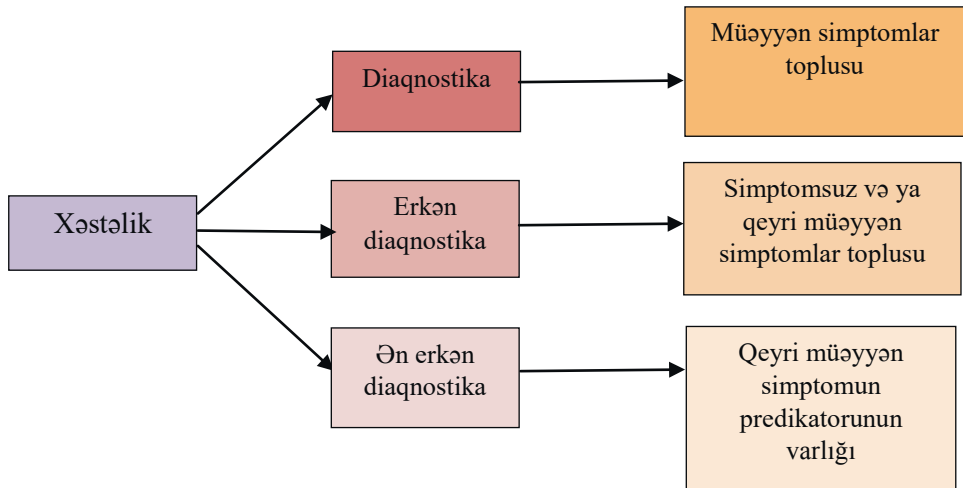 Xəstəlik
Diaqnostika
Müəyyən simptomlar
toplusu
Erkən
diaqnostika
Simptomsuz və ya
qeyri müəyyən
simptomlar toplusu
Ən erkən
diaqnostika
Qeyri müəyyən
simptomun
predikatorunun
varlığı